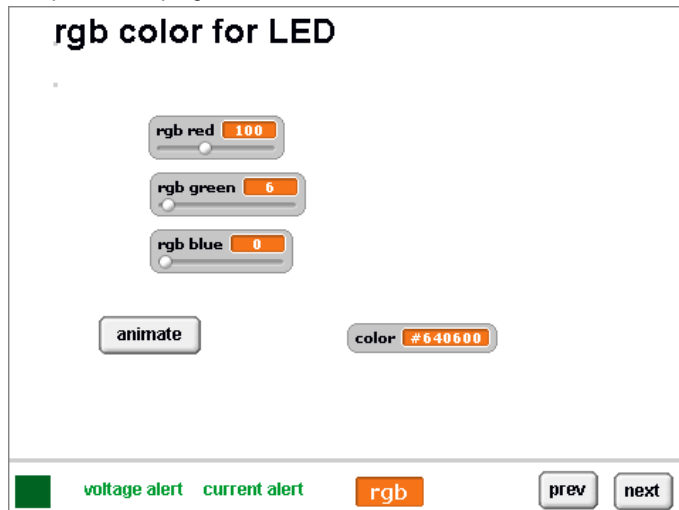 rgb color for LED
rgb red 100
rgb green 6
rgb blue 0
animate
color #640600
voltage alert current alert rgb prev next